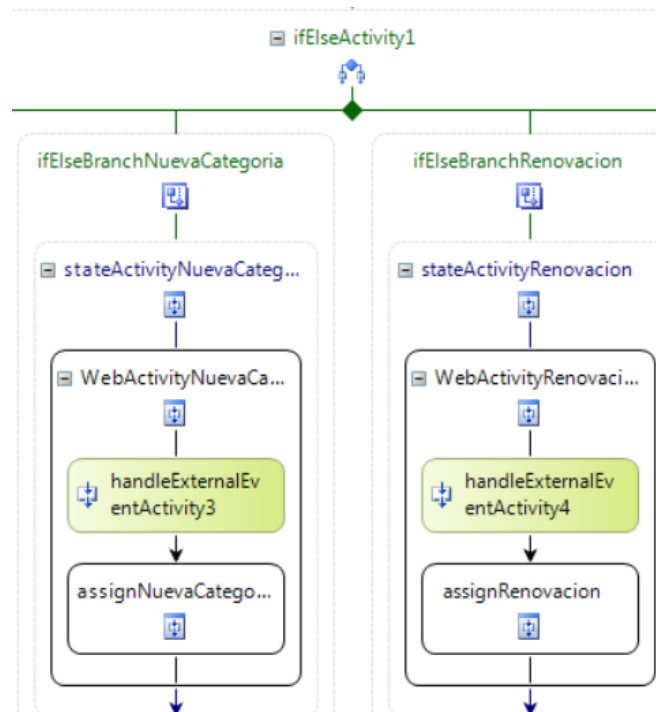 ifElseActivity1
ifElseBranchNuevaCategoria
ifElseBranchRenovacion
stateActivityNuevaCateg...
stateActivityRenovacion
WebActivityNuevaCa...
WebActivityRenovaci...
handleExternalEv
entActivity3
handleExternalEv
entActivity4
assignNuevaCatego...
assignRenovacion